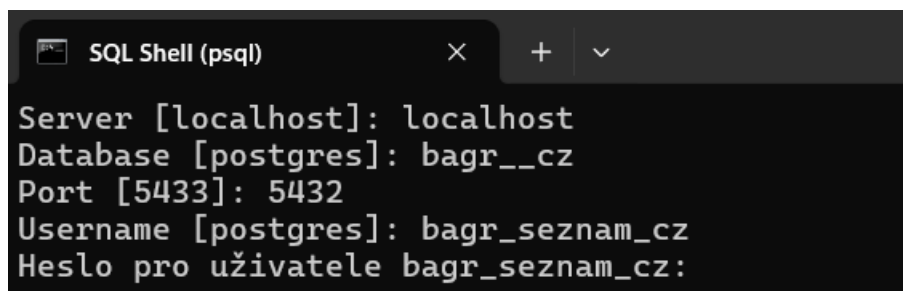 SQL Shell (psql)
Server [localhost]: localhost
Database [postgres]: bagr__cz
Port [5433]: 5432
Username [postgres]: bagr_seznam_cz
Heslo pro uživatele bagr_seznam_cz: